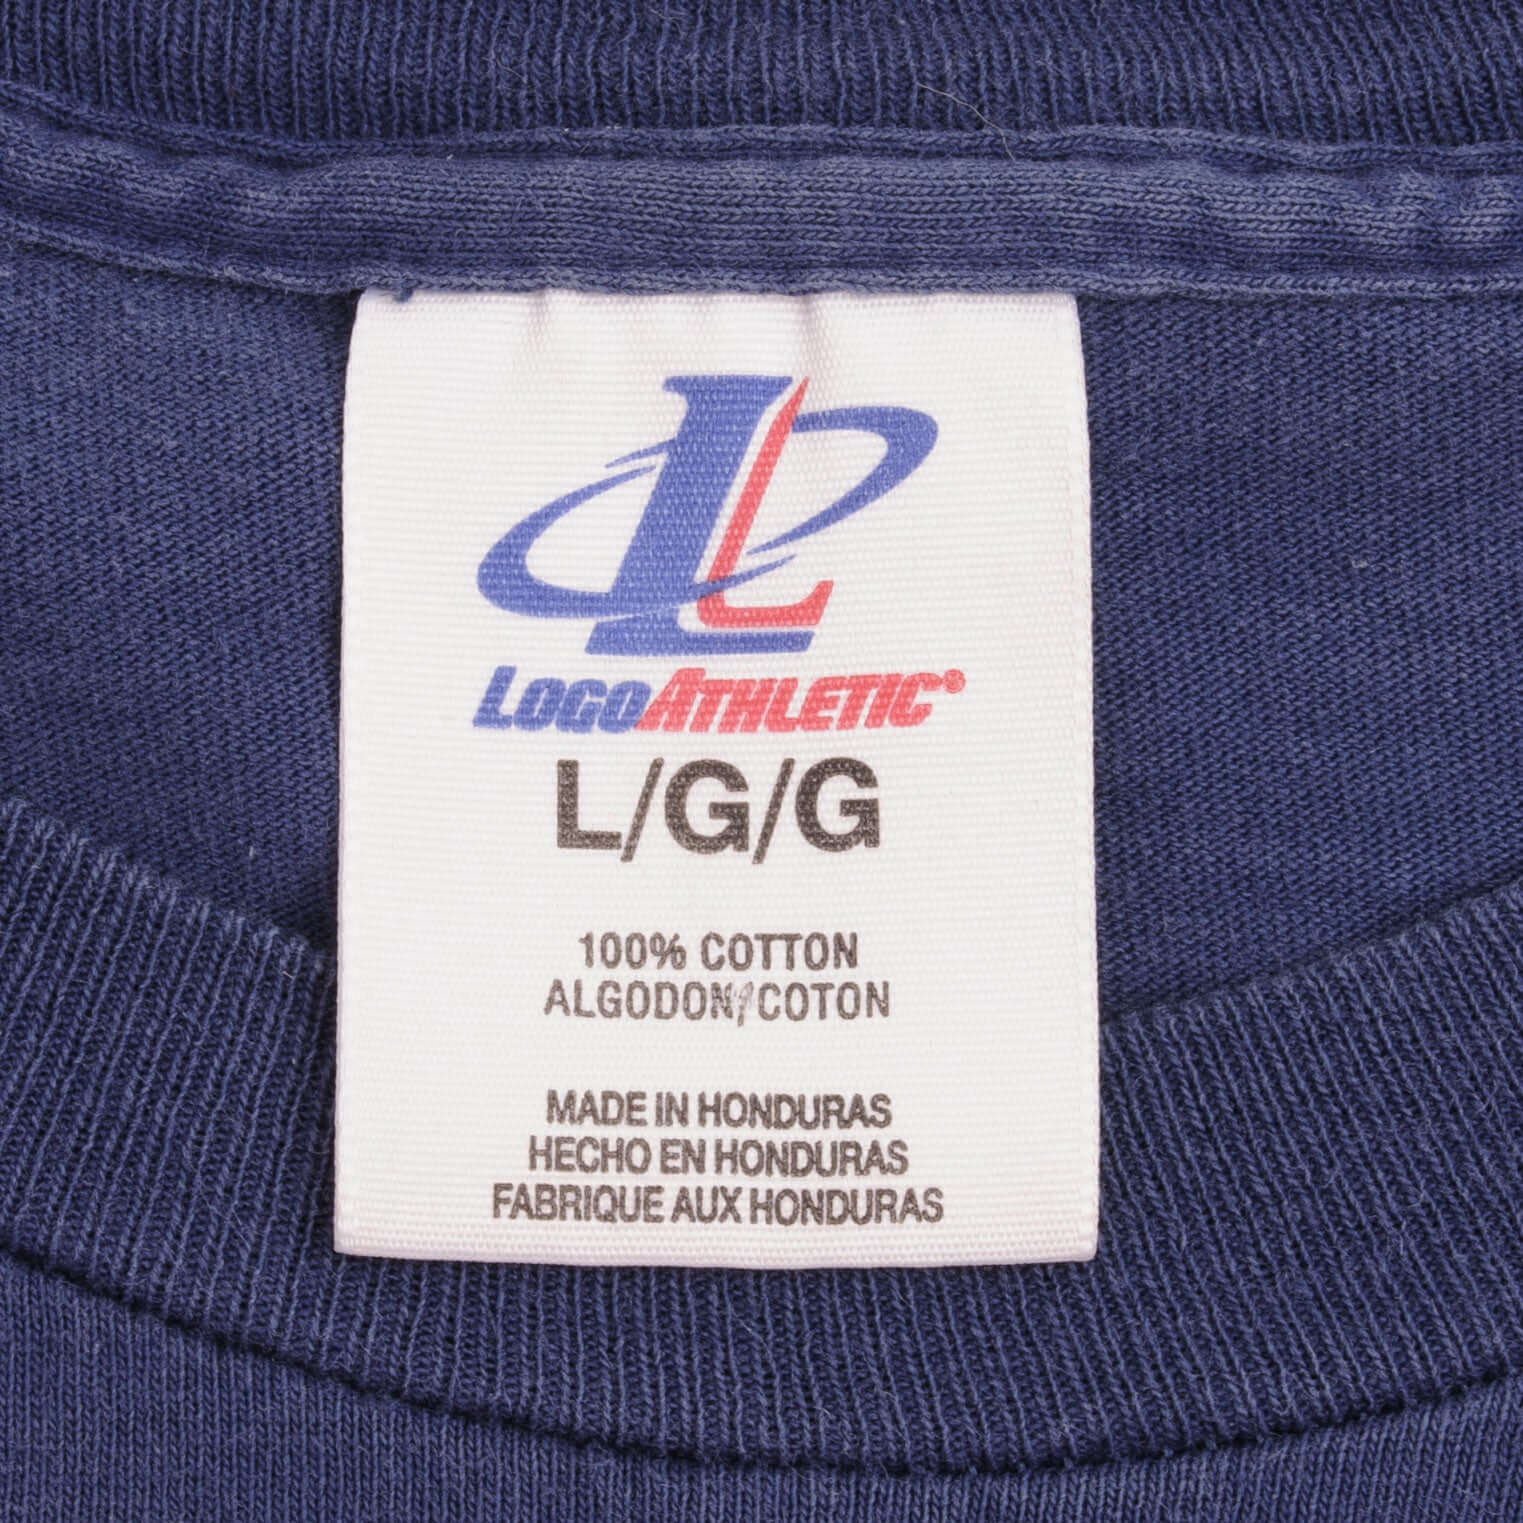 LOGOATHLETIC®
L/G/G
100% COTTON
ALGODON/COTON
MADE IN HONDURAS
HECHO EN HONDURAS
FABRIQUE AUX HONDURAS